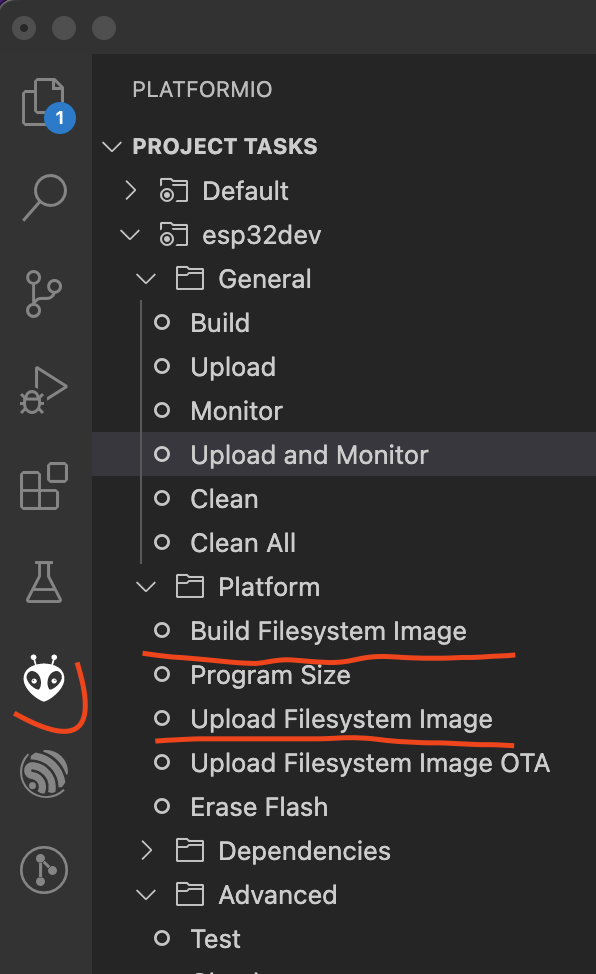 PLATFORMIO
1
PROJECT TASKS
Default
esp32dev
General
Build
Upload
Monitor
Upload and Monitor
Clean
Clean All
Platform
Build Filesystem Image
Program Size
Upload Filesystem Image
Upload Filesystem Image OTA
Erase Flash
Dependencies
Advanced
Test